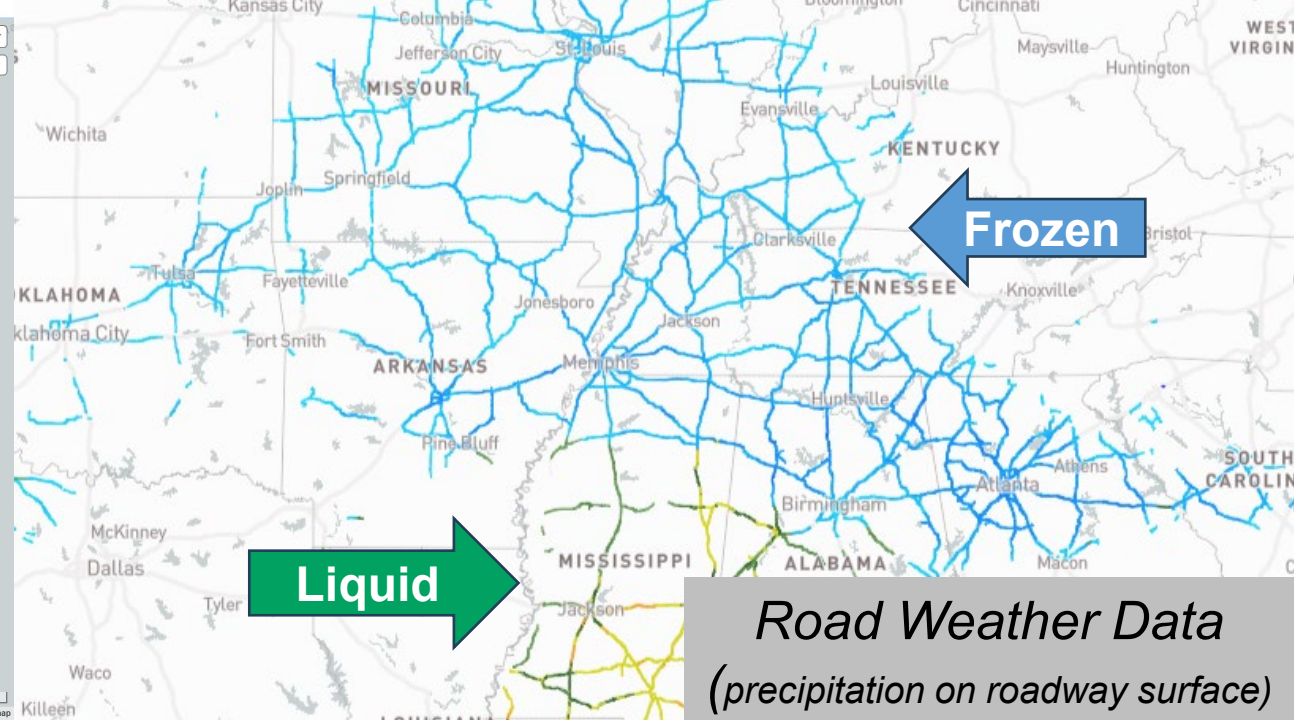 Kansas City
Columbia
Bloomington
Cincinnati
WEST
VIRGIN
Jefferson City
St. Louis
Maysville
Huntington
MISSOURI
Louisville
Evansville
Wichita
KENTUCKY
Joplin
Springfield
Frozen
Bristol
Clarksville
Tulsa
Fayetteville
TENNESSEE
Knoxville
KLAHOMA
Jonesboro
klahoma City
Fort Smith
Jackson
ARKANSAS
Memphis
Huntsville
Pine Bluff
Athens
SOUTH
CAROLIN
Atlanta
Birmingham
McKinney
Dallas
MISSISSIPPI
ALABAMA
Macon
Liquid
Tyler
Jackson
Waco
Killeen
LOUISIANA
Road Weather Data
(precipitation on roadway surface)